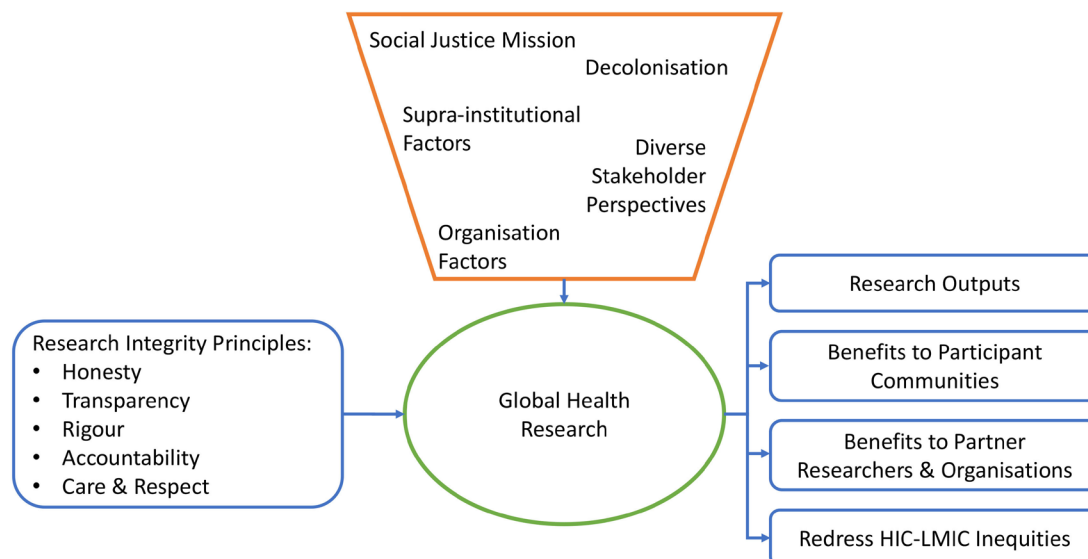 Social Justice Mission
Decolonisation
Supra-institutional
Factors
Diverse
Stakeholder
Perspectives
Organisation
Factors
Research Integrity Principles:
• Honesty
• Transparency
• Rigour
• Accountability
• Care & Respect
Global Health
Research
Research Outputs
Benefits to Participant
Communities
Benefits to Partner
Researchers & Organisations
Redress HIC-LMIC Inequities